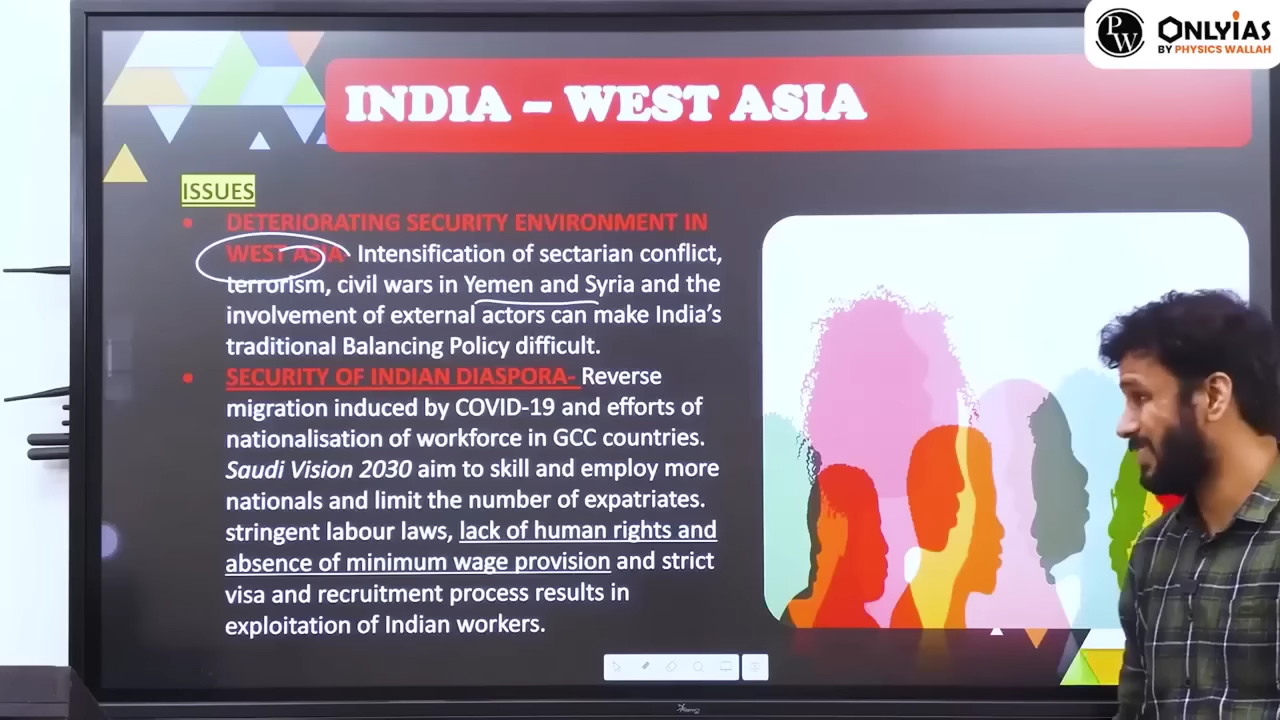 PW
ONLYIAS
BY PHYSICS WALLAH
INDIA – WEST ASIA
ISSUES
DETERIORATING SECURITY ENVIRONMENT IN
WEST ASIA- Intensification of sectarian conflict,
terrorism, civil wars in Yemen and Syria and the
involvement of external actors can make India’s
traditional Balancing Policy difficult.
SECURITY OF INDIAN DIASPORA- Reverse
migration induced by COVID-19 and efforts of
nationalisation of workforce in GCC countries.
Saudi Vision 2030 aim to skill and employ more
nationals and limit the number of expatriates.
stringent labour laws, lack of human rights and
absence of minimum wage provision and strict
visa and recruitment process results in
exploitation of Indian workers.